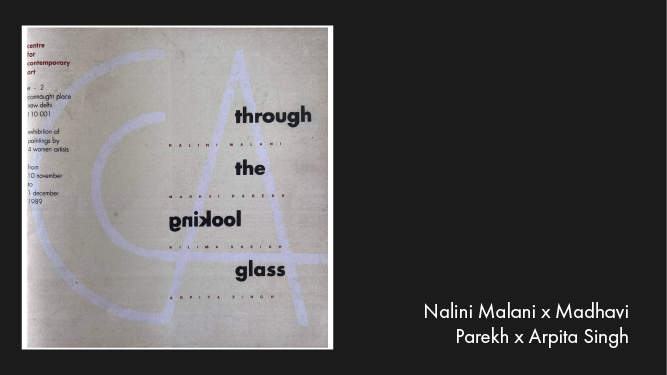 centre
for
contemporary
art
e - 2
connaught place
new delhi
110 001
exhibition of
paintings by
4 women artists
from
10 november
to
1 december
1989
CCA
through
NALINI MALANI
the
MADHVI PAREKH
looking
NILIMA SHEIKH
glass
ARPITA SINGH
Nalini Malani x Madhavi
Parekh x Arpita Singh